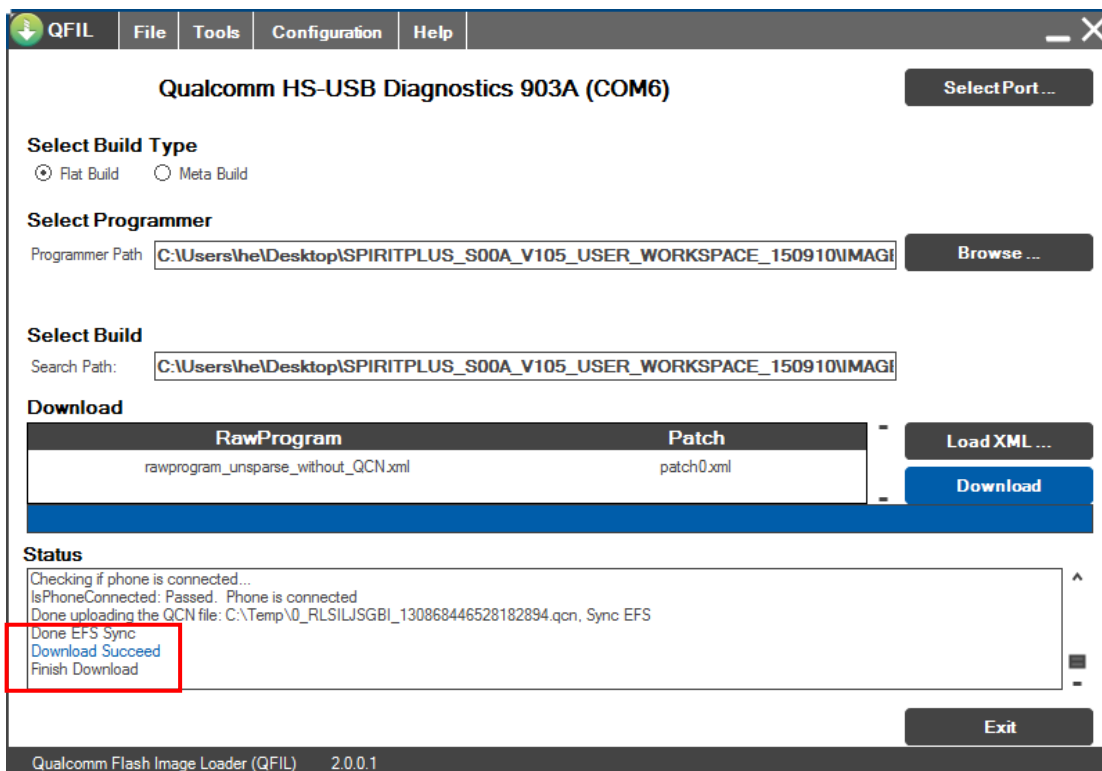 QFIL File Tools Configuration Help
Qualcomm HS-USB Diagnostics 903A (COM6)
Select Port ...
Select Build Type
Flat Build Meta Build
Select Programmer
Programmer Path C:\Users\he\Desktop\SPIRITPLUS_S00A_V105_USER_WORKSPACE_150910\IMAGE
Browse ...
Select Build
Search Path: C:\Users\he\Desktop\SPIRITPLUS_S00A_V105_USER_WORKSPACE_150910\IMAGE
Download
RawProgram Patch
Load XML ...
rawprogram_unsparse_without_QCN.xml patch0.xml
Download
Status
Checking if phone is connected...
IsPhoneConnected: Passed. Phone is connected
Done uploading the QCN file: C:\Temp\0_RLSILJSGBI_130868446528182894.qcn, Sync EFS
Done EFS Sync
Download Succeed
Finish Download
Exit
Qualcomm Flash Image Loader (QFIL) 2.0.0.1